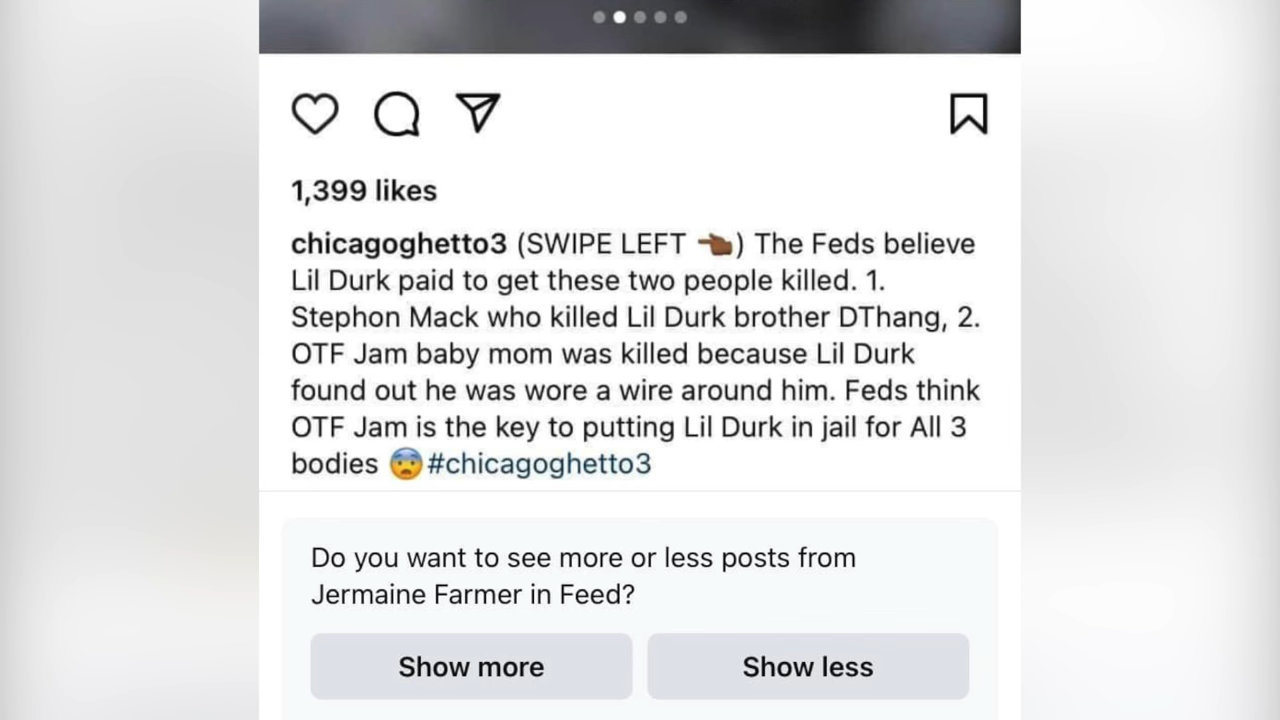 1,399 likes
chicagoghetto3 (SWIPE LEFT 👈🏾) The Feds believe
Lil Durk paid to get these two people killed. 1.
Stephon Mack who killed Lil Durk brother DThang, 2.
OTF Jam baby mom was killed because Lil Durk
found out he was wore a wire around him. Feds think
OTF Jam is the key to putting Lil Durk in jail for All 3
bodies 😨#chicagoghetto3
Do you want to see more or less posts from
Jermaine Farmer in Feed?
Show more Show less